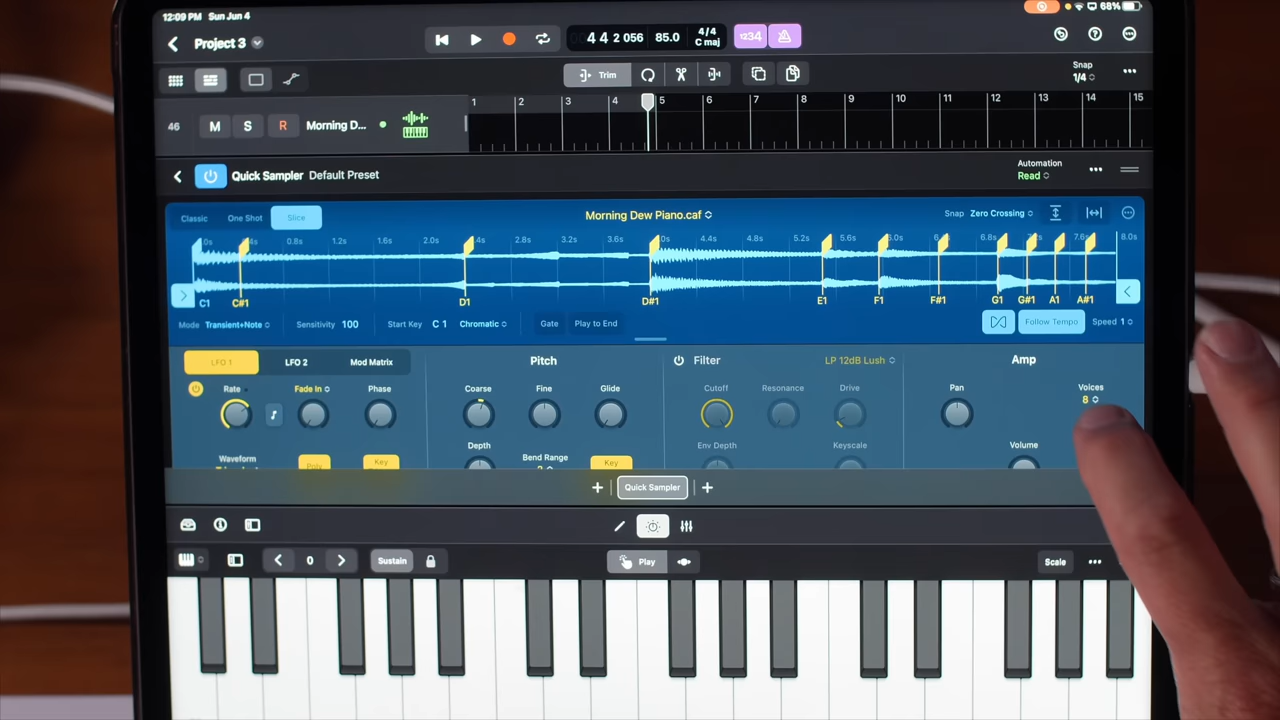 12:09 PM Sun Jun 4
68%
Project 3
4 4 2 056 85.0 4/4 C maj
1234
Trim
Snap
1/4
1 2 3 4 5 6 7 8 9 10 11 12 13 14 15
46 M S R Morning D...
Quick Sampler Default Preset
Automation
Read
Classic One Shot Slice
Morning Dew Piano.caf
Snap Zero Crossing
0s 0.8s 1.2s 1.6s 2.0s 2.8s 3.2s 3.6s 4.4s 4.8s 5.2s 5.6s 6.8s 7.6s 8.0s
C1 C#1 D1 D#1 E1 F1 F#1 G1 G#1 A1 A#1
Mode Transient+Note Sensitivity 100 Start Key C 1 Chromatic Gate Play to End Follow Tempo Speed 1
LFO 1 LFO 2 Mod Matrix Pitch Filter LP 12dB Lush Amp
Rate Fade In Phase Coarse Fine Glide Cutoff Resonance Drive Pan Voices
8
Waveform Poly Key Depth Bend Range Key Env Depth Keyscale Volume
Quick Sampler
0 Sustain Play Scale